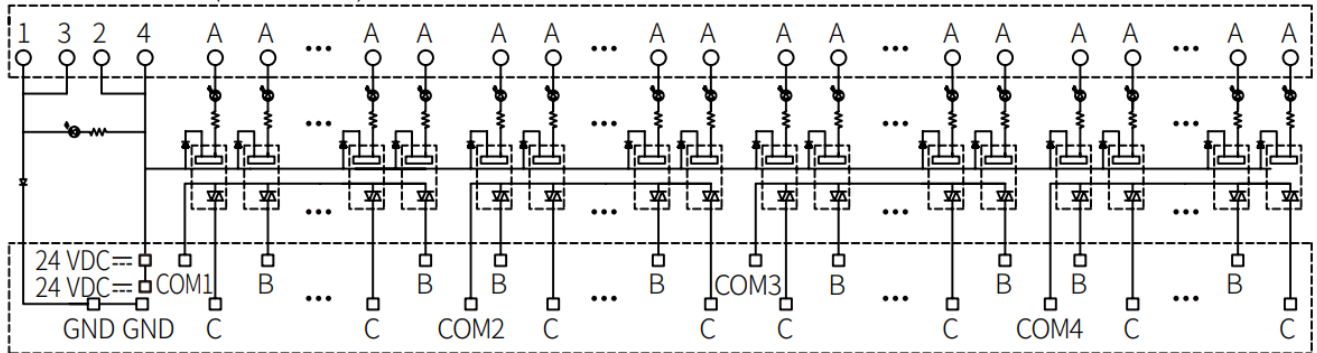 1 3 2 4 A A ... A A A A ... A A A A ... A A A A ... A A
... ... ... ...
... ... ... ...
24 VDC⎓
24 VDC⎓ COM1 B B B B COM3 B B B B
GND GND C ... C COM2 C ... C C ... C COM4 C ... C